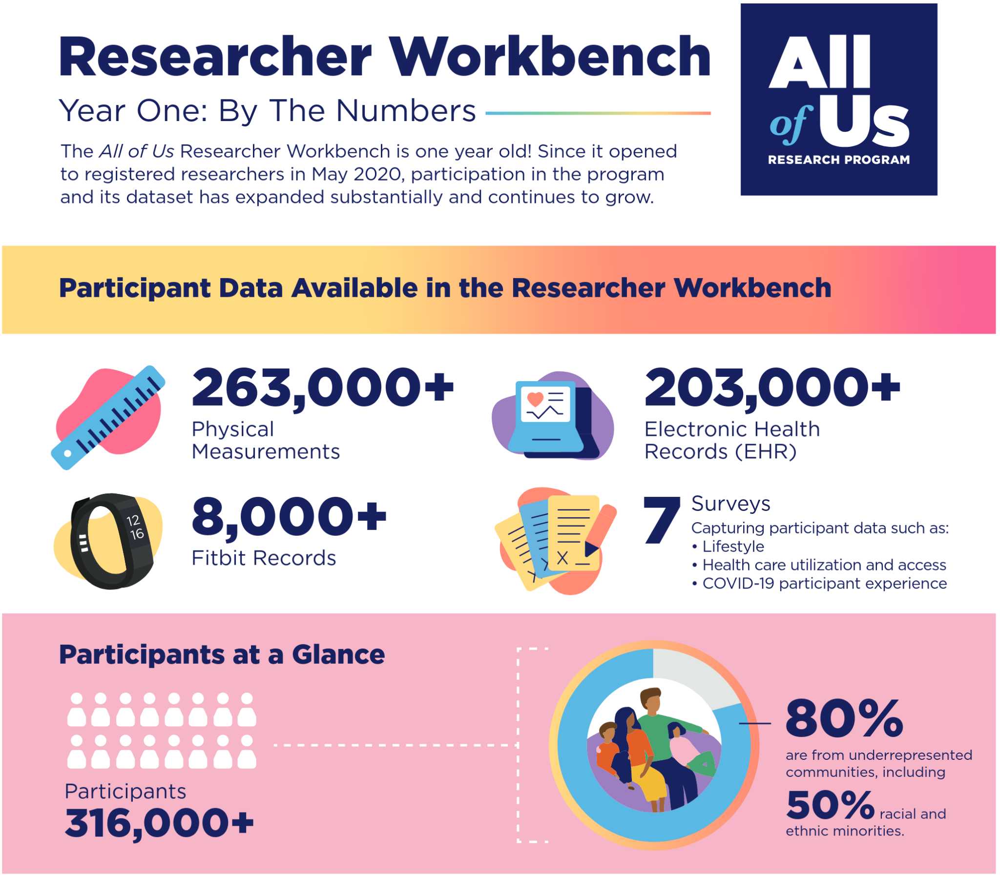 Researcher Workbench
Year One: By The Numbers
The All of Us Researcher Workbench is one year old! Since it opened
to registered researchers in May 2020, participation in the program
and its dataset has expanded substantially and continues to grow.
All
of Us
RESEARCH PROGRAM
Participant Data Available in the Researcher Workbench
263,000+
Physical
Measurements
203,000+
Electronic Health
Records (EHR)
12
16
8,000+
Fitbit Records
X
7 Surveys
Capturing participant data such as:
• Lifestyle
• Health care utilization and access
• COVID-19 participant experience
Participants at a Glance
Participants
316,000+
80%
are from underrepresented
communities, including
50% racial and
ethnic minorities.